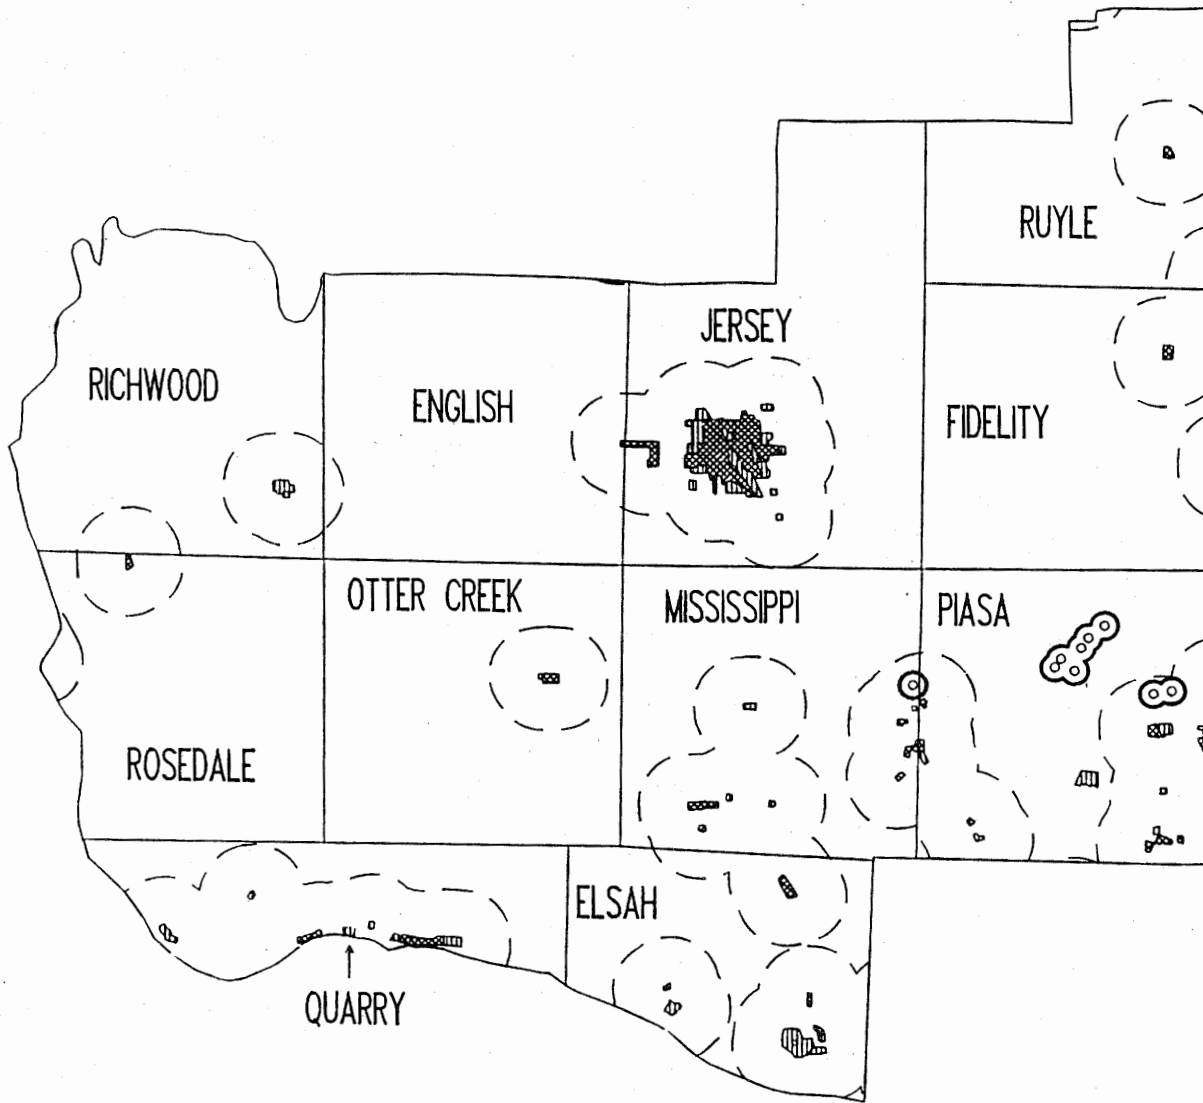 RUYLE
JERSEY
RICHWOOD
ENGLISH
FIDELITY
OTTER CREEK
MISSISSIPPI
PIASA
ROSEDALE
ELSAH
QUARRY